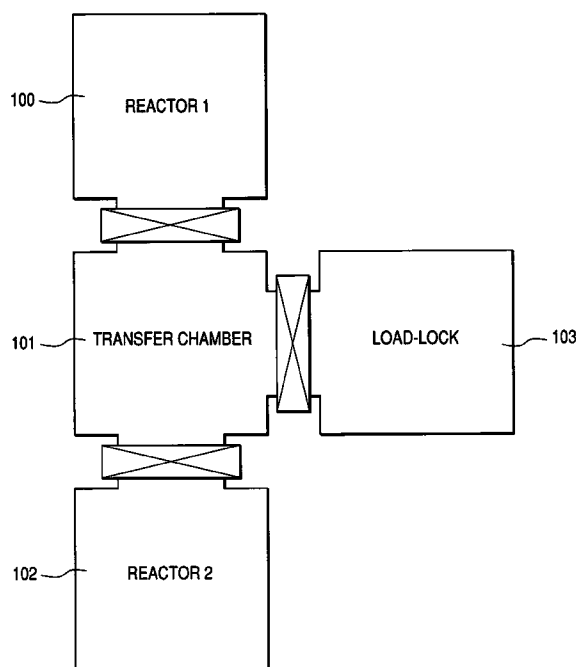 100
REACTOR 1
101
TRANSFER CHAMBER
LOAD-LOCK
103
102
REACTOR 2